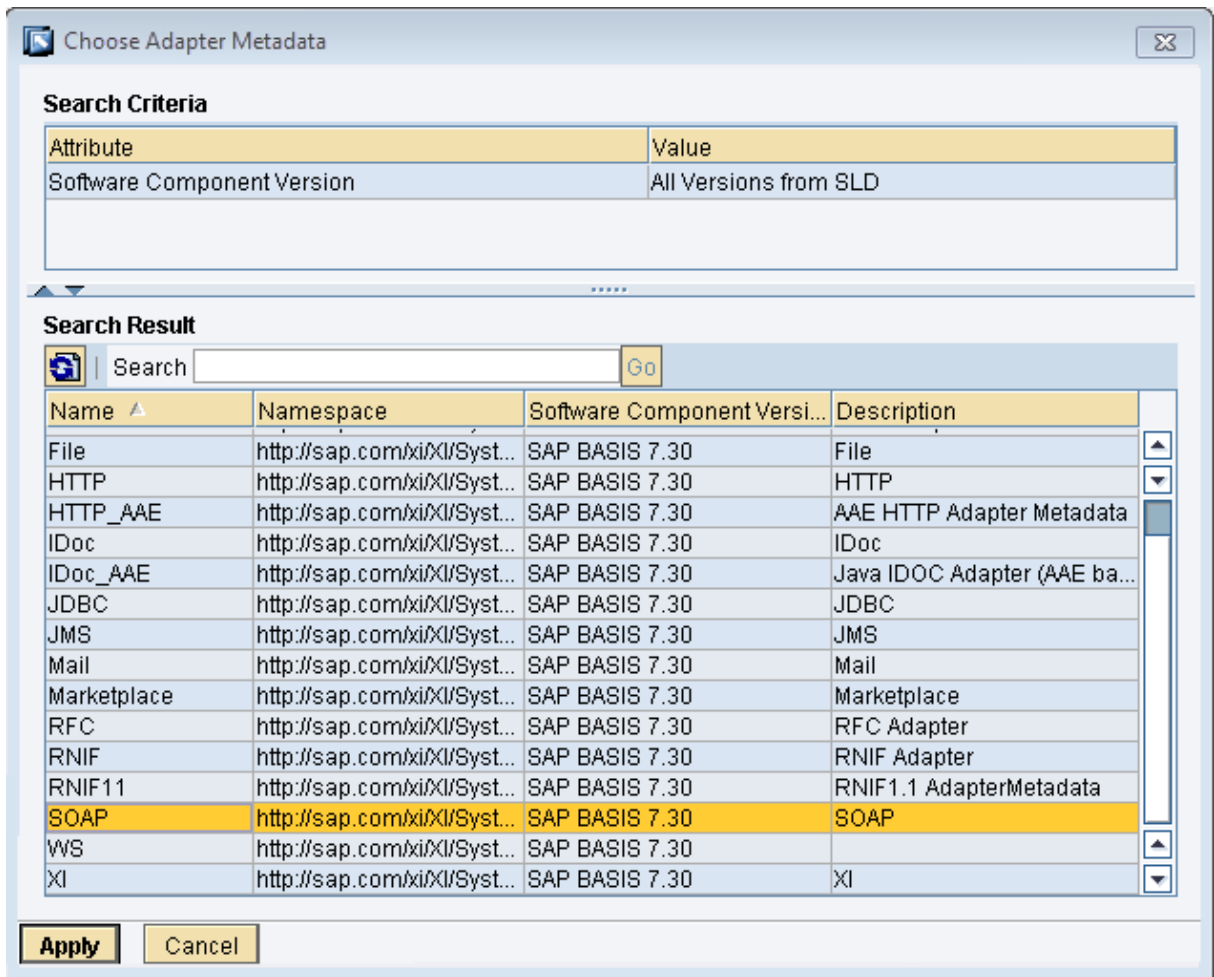 Choose Adapter Metadata
Search Criteria
Attribute Value
Software Component Version All Versions from SLD
Search Result
Search Go
Name Namespace Software Component Versi... Description
File http://sap.com/xi/XI/Syst... SAP BASIS 7.30 File
HTTP http://sap.com/xi/XI/Syst... SAP BASIS 7.30 HTTP
HTTP_AAE http://sap.com/xi/XI/Syst... SAP BASIS 7.30 AAE HTTP Adapter Metadata
IDoc http://sap.com/xi/XI/Syst... SAP BASIS 7.30 IDoc
IDoc_AAE http://sap.com/xi/XI/Syst... SAP BASIS 7.30 Java IDOC Adapter (AAE ba...
JDBC http://sap.com/xi/XI/Syst... SAP BASIS 7.30 JDBC
JMS http://sap.com/xi/XI/Syst... SAP BASIS 7.30 JMS
Mail http://sap.com/xi/XI/Syst... SAP BASIS 7.30 Mail
Marketplace http://sap.com/xi/XI/Syst... SAP BASIS 7.30 Marketplace
RFC http://sap.com/xi/XI/Syst... SAP BASIS 7.30 RFC Adapter
RNIF http://sap.com/xi/XI/Syst... SAP BASIS 7.30 RNIF Adapter
RNIF11 http://sap.com/xi/XI/Syst... SAP BASIS 7.30 RNIF1.1 AdapterMetadata
SOAP http://sap.com/xi/XI/Syst... SAP BASIS 7.30 SOAP
WS http://sap.com/xi/XI/Syst... SAP BASIS 7.30
XI http://sap.com/xi/XI/Syst... SAP BASIS 7.30 XI
Apply Cancel